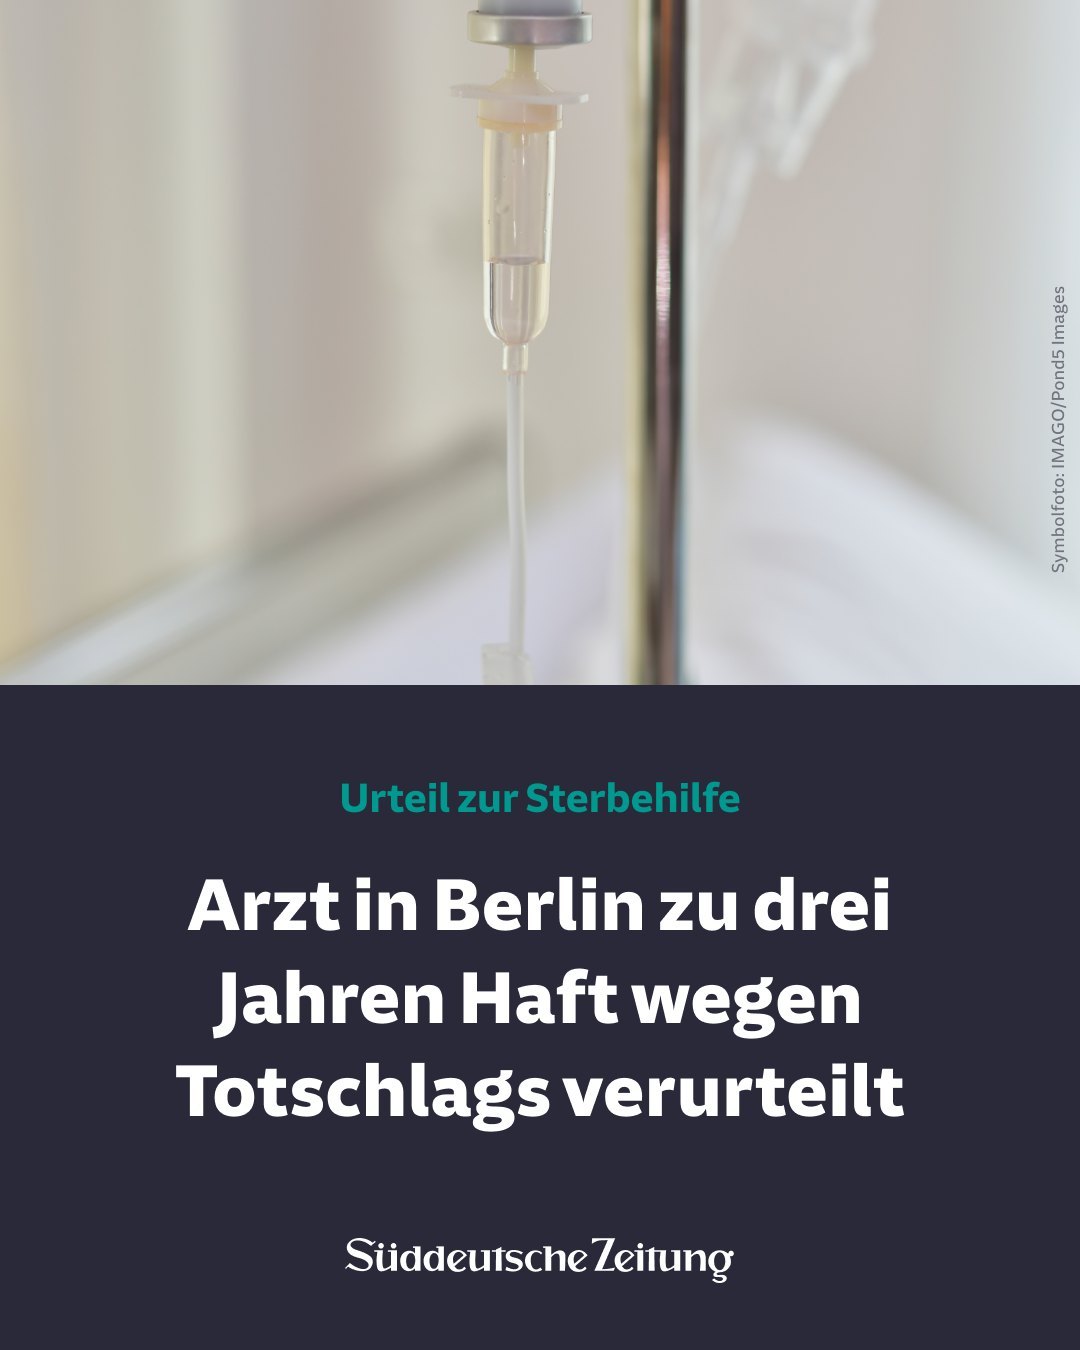 Symbolfoto: IMAGO/Pond5 Images
Urteil zur Sterbehilfe
Arzt in Berlin zu drei
Jahren Haft wegen
Totschlags verurteilt
Süddeutsche Zeitung